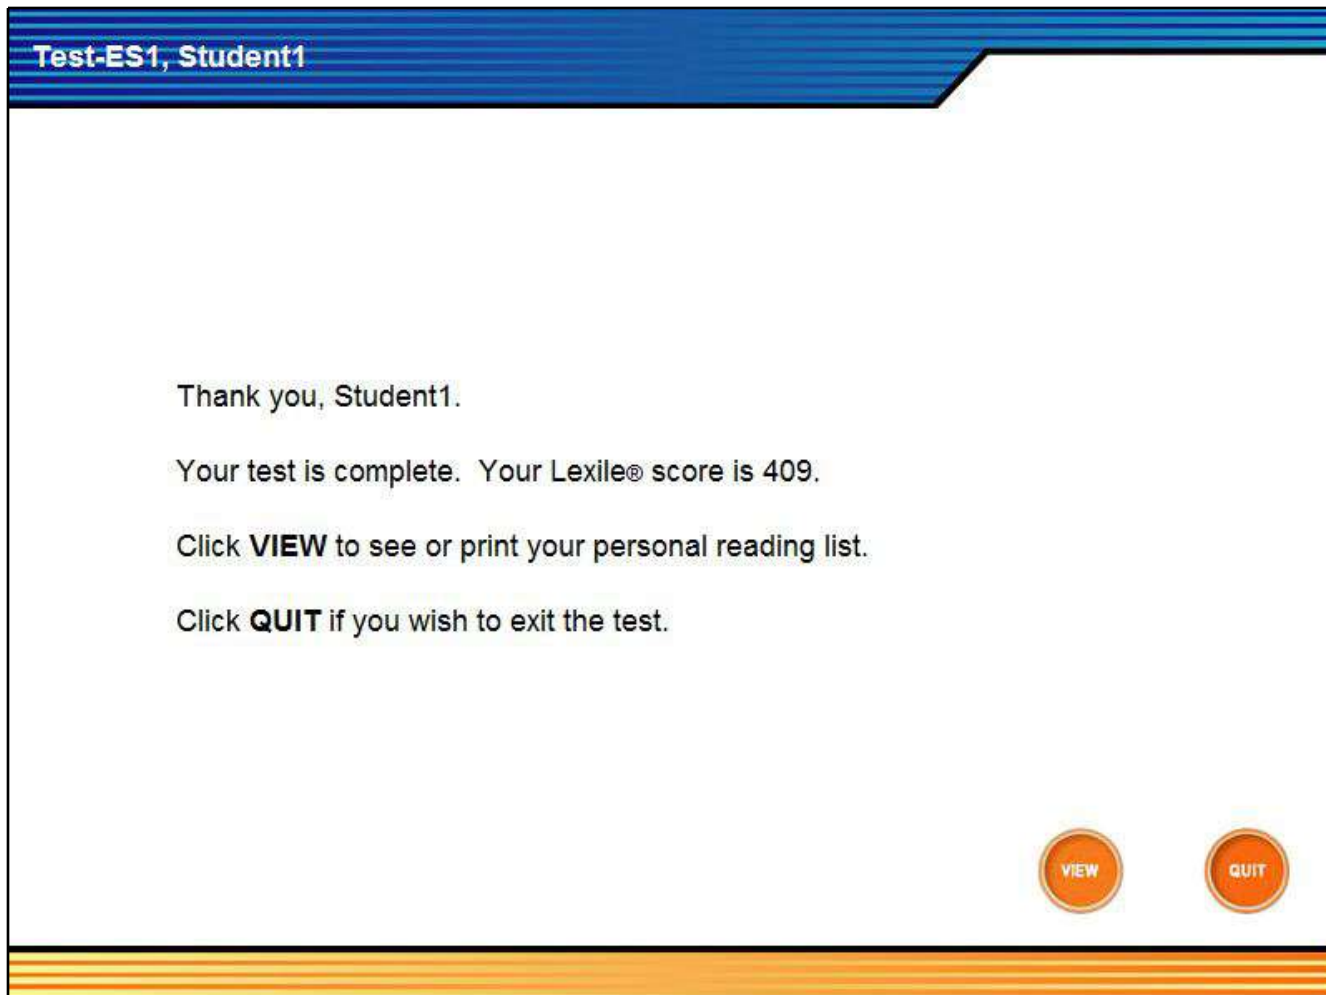 Test-ES1, Student1
Thank you, Student1.
Your test is complete.  Your Lexile® score is 409.
Click VIEW to see or print your personal reading list.
Click QUIT if you wish to exit the test.
VIEW
QUIT